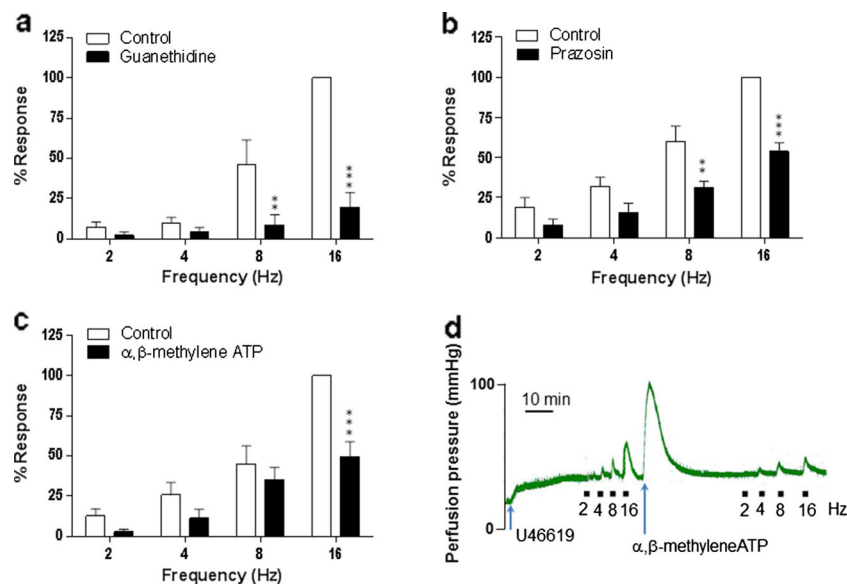 a
125
100
75
50
25
0
% Response
Control
Guanethidine
**
***
2 4 8 16
Frequency (Hz)
b
125
100
75
50
25
0
% Response
Control
Prazosin
**
***
2 4 8 16
Frequency (Hz)
c
125
100
75
50
25
0
% Response
Control
α,β-methylene ATP
***
2 4 8 16
Frequency (Hz)
d
Perfusion pressure (mmHg)
100
0
10 min
2 4 8 16 2 4 8 16 Hz
U46619
α,β-methyleneATP